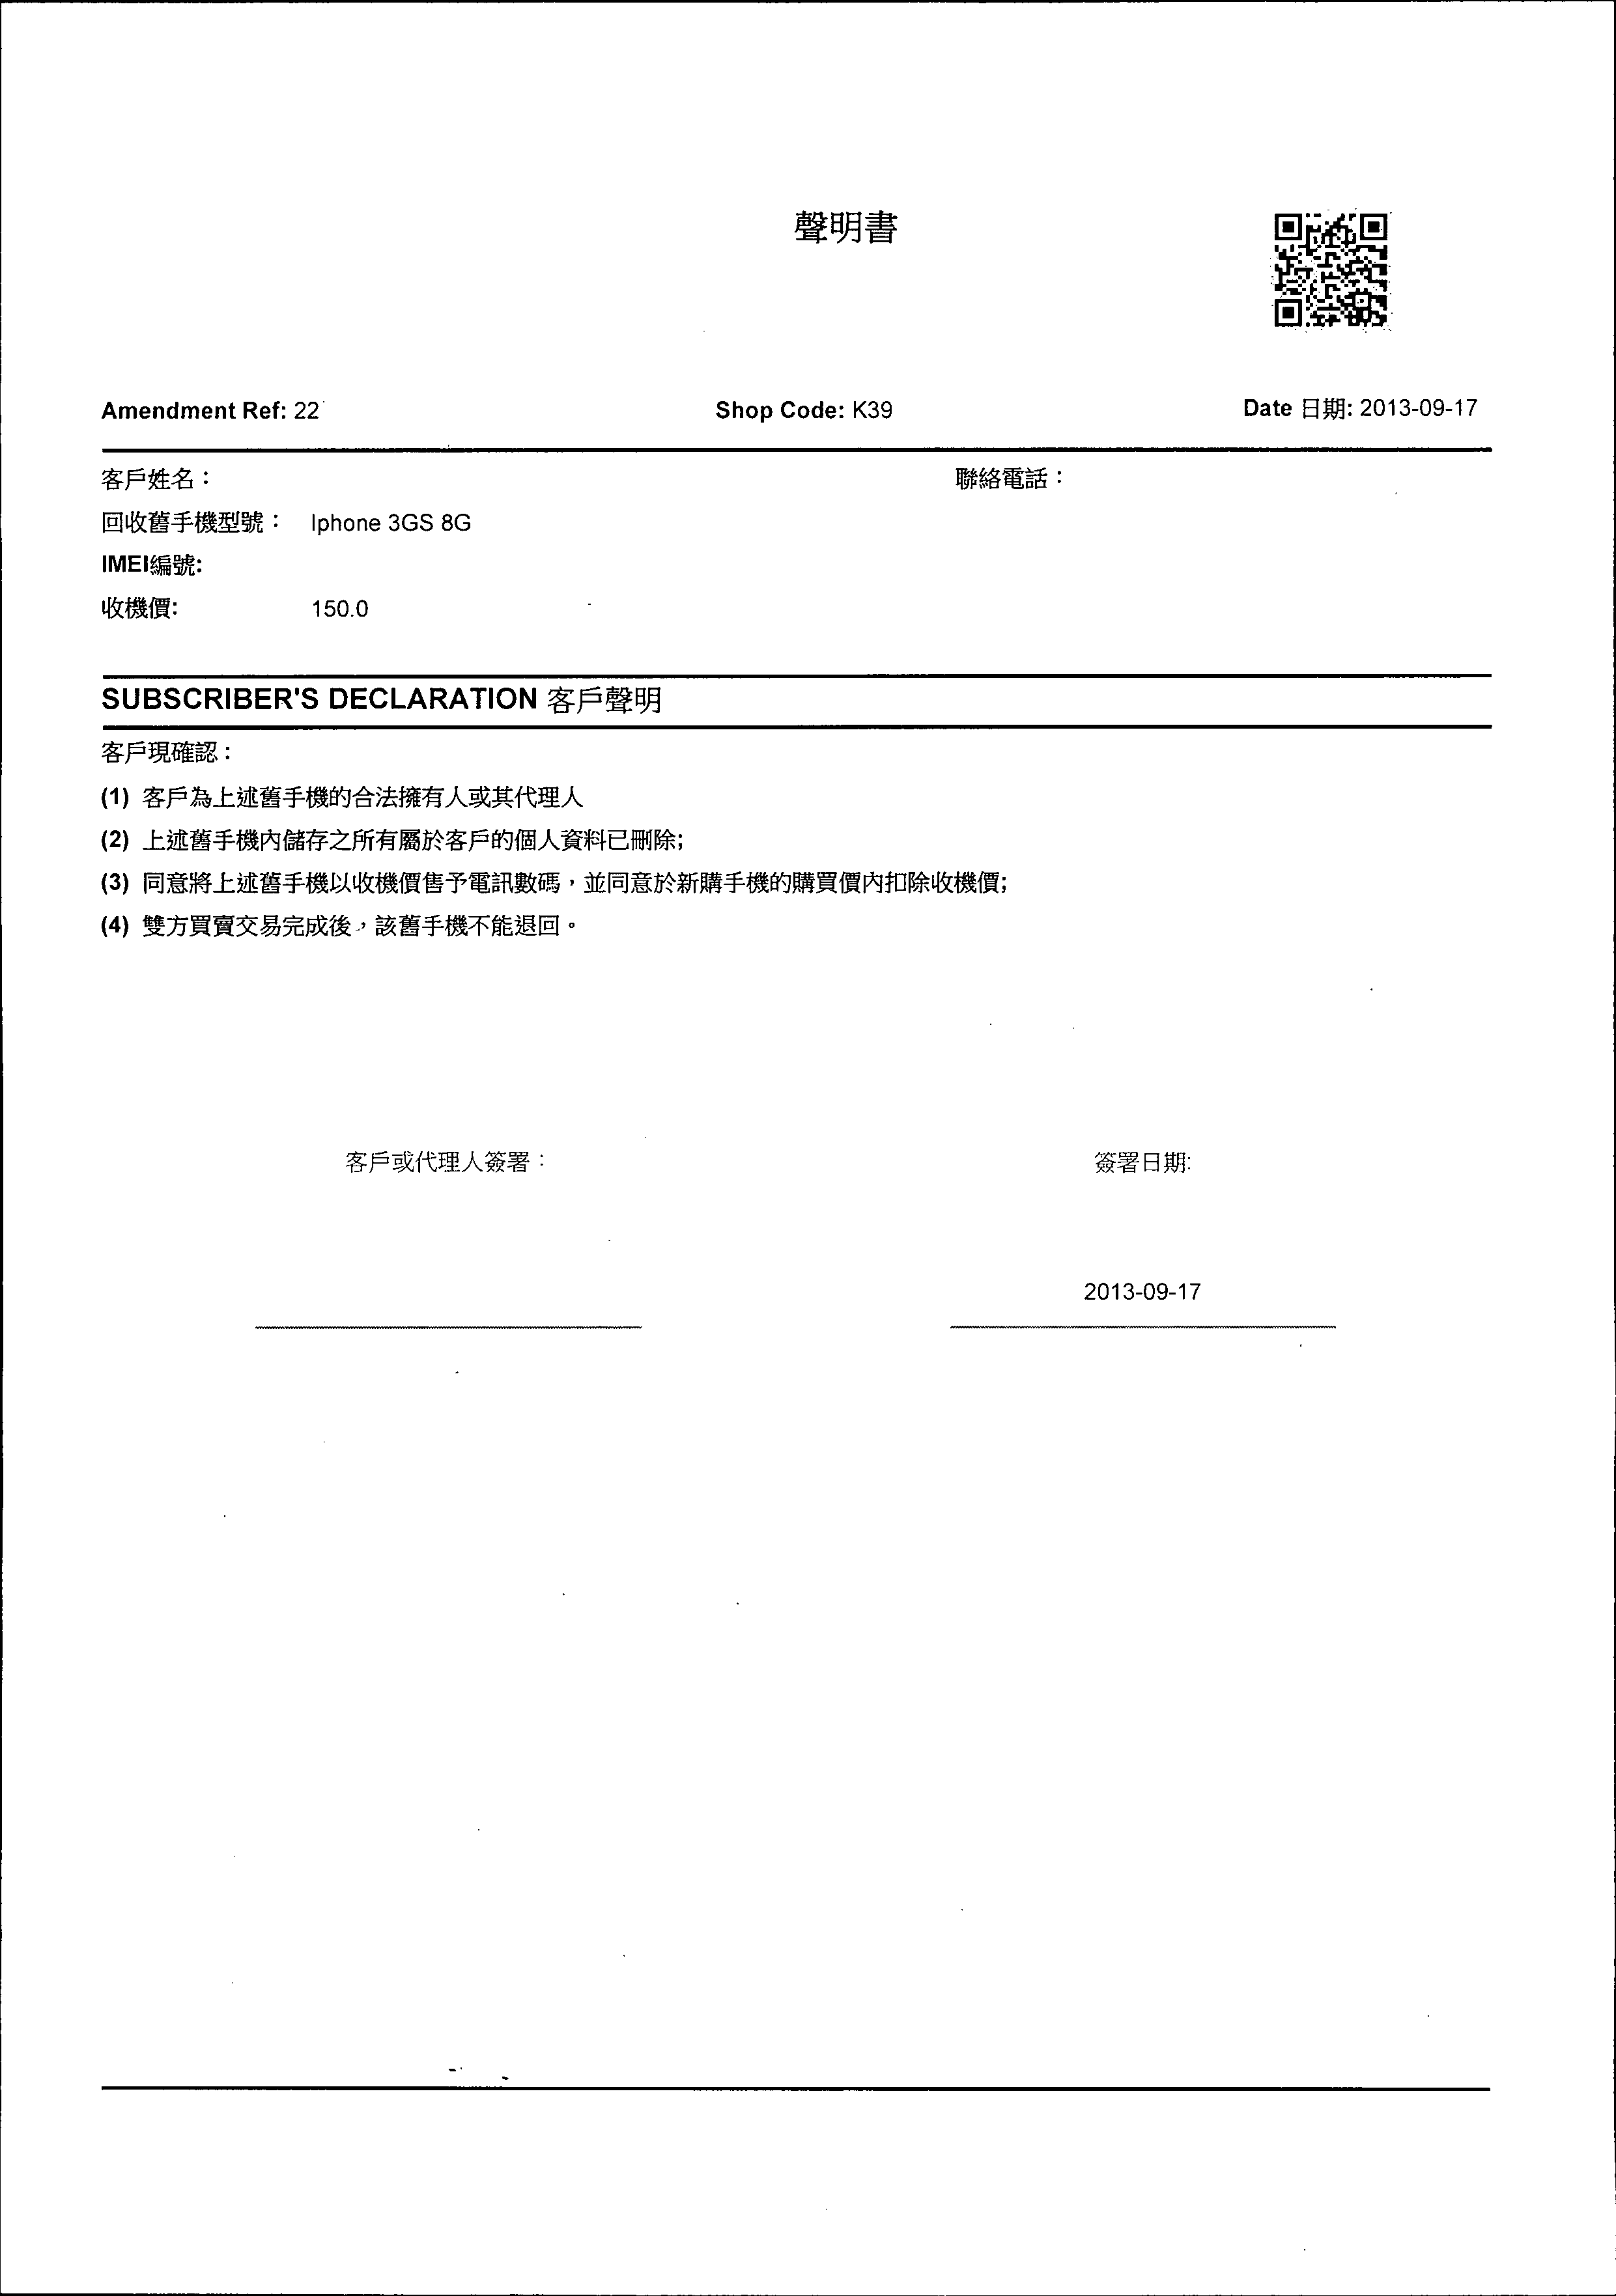 聲明書
Amendment Ref: 22
Shop Code: K39
Date 日期: 2013-09-17
客戶姓名：
聯絡電話：
回收舊手機型號： Iphone 3GS 8G
IMEI編號:
收機價: 150.0
SUBSCRIBER'S DECLARATION 客戶聲明
客戶現確認：
(1) 客戶為上述舊手機的合法擁有人或其代理人
(2) 上述舊手機內儲存之所有屬於客戶的個人資料已刪除;
(3) 同意將上述舊手機以收機價售予電訊數碼，並同意於新購手機的購買價內扣除收機價;
(4) 雙方買賣交易完成後，該舊手機不能退回。
客戶或代理人簽署：
簽署日期:
2013-09-17